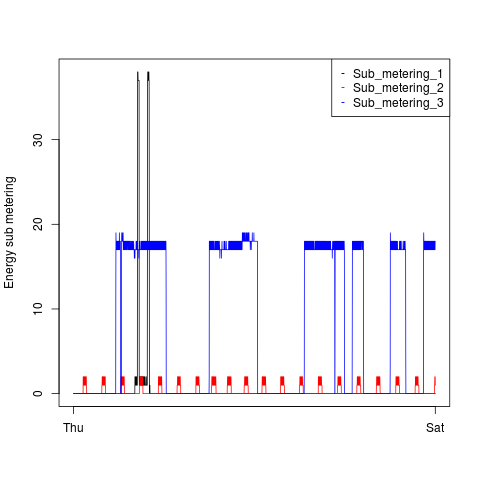 Sub_metering_1
Sub_metering_2
Sub_metering_3
Energy sub metering
30
20
10
0
Thu
Sat